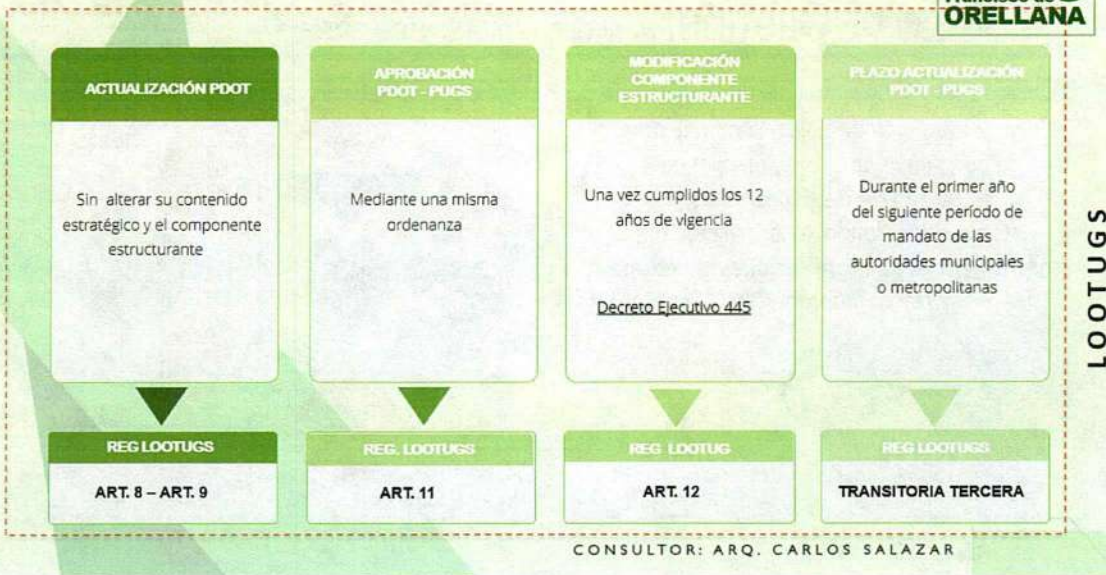 Francisco de
ORELLANA
ACTUALIZACIÓN PDOT
Sin alterar su contenido
estratégico y el componente
estructurante
REG LOOTUGS
ART. 8 – ART. 9
APROBACIÓN
PDOT - PUGS
Mediante una misma
ordenanza
REG. LOOTUGS
ART. 11
MODIFICACIÓN
COMPONENTE
ESTRUCTURANTE
Una vez cumplidos los 12
años de vigencia
Decreto Ejecutivo 445
REG LOOTUG
ART. 12
PLAZO ACTUALIZACIÓN
PDOT - PUGS
Durante el primer año
del siguiente período de
mandato de las
autoridades municipales
o metropolitanas
REG LOOTUGS
TRANSITORIA TERCERA
LOOTUGS
CONSULTOR: ARQ. CARLOS SALAZAR